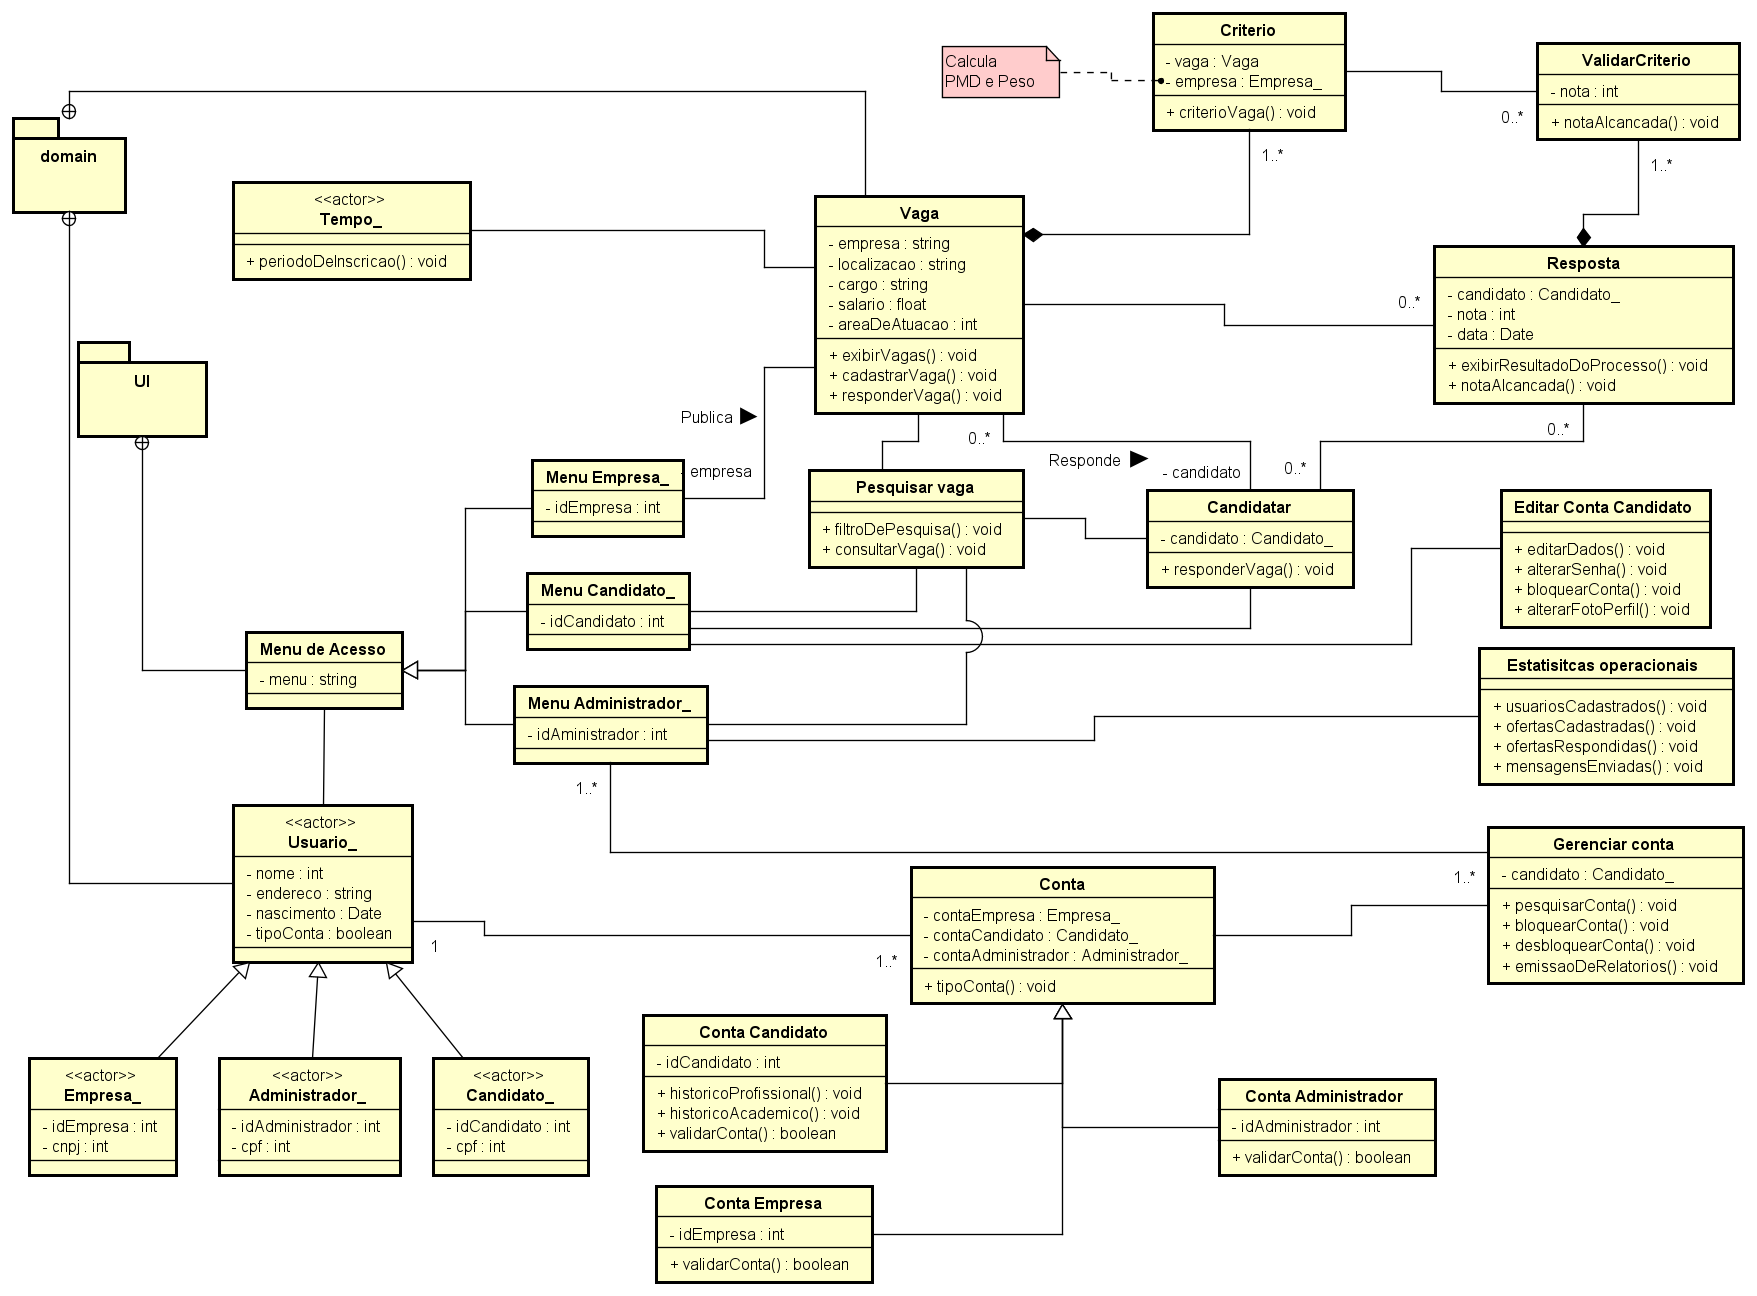 Criterio
- vaga : Vaga
- empresa : Empresa_
+ criterioVaga() : void
1..*
Calcula
PMD e Peso
ValidarCriterio
- nota : int
+ notaAlcancada() : void
0..*
1..*
domain
<<actor>>
Tempo_
+ periodoDeInscricao() : void
Vaga
- empresa : string
- localizacao : string
- cargo : string
- salario : float
- areaDeAtuacao : int
+ exibirVagas() : void
+ cadastrarVaga() : void
+ responderVaga() : void
Resposta
- candidato : Candidato_
- nota : int
- data : Date
+ exibirResultadoDoProcesso() : void
+ notaAlcancada() : void
0..*
0..*
0..*
UI
Publica
- empresa
0..*
Responde
- candidato
Menu Empresa_
- idEmpresa : int
Pesquisar vaga
+ filtroDePesquisa() : void
+ consultarVaga() : void
Candidatar
- candidato : Candidato_
+ responderVaga() : void
Editar Conta Candidato
+ editarDados() : void
+ alterarSenha() : void
+ bloquearConta() : void
+ alterarFotoPerfil() : void
Menu Candidato_
- idCandidato : int
Menu de Acesso
- menu : string
Menu Administrador_
- idAministrador : int
1..*
Estatisitcas operacionais
+ usuariosCadastrados() : void
+ ofertasCadastradas() : void
+ ofertasRespondidas() : void
+ mensagensEnviadas() : void
<<actor>>
Usuario_
- nome : int
- endereco : string
- nascimento : Date
- tipoConta : boolean
1
1..*
Conta
- contaEmpresa : Empresa_
- contaCandidato : Candidato_
- contaAdministrador : Administrador_
+ tipoConta() : void
1..*
Gerenciar conta
- candidato : Candidato_
+ pesquisarConta() : void
+ bloquearConta() : void
+ desbloquearConta() : void
+ emissaoDeRelatorios() : void
<<actor>>
Empresa_
- idEmpresa : int
- cnpj : int
<<actor>>
Administrador_
- idAdministrador : int
- cpf : int
<<actor>>
Candidato_
- idCandidato : int
- cpf : int
Conta Candidato
- idCandidato : int
+ historicoProfissional() : void
+ historicoAcademico() : void
+ validarConta() : boolean
Conta Administrador
- idAdministrador : int
+ validarConta() : boolean
Conta Empresa
- idEmpresa : int
+ validarConta() : boolean